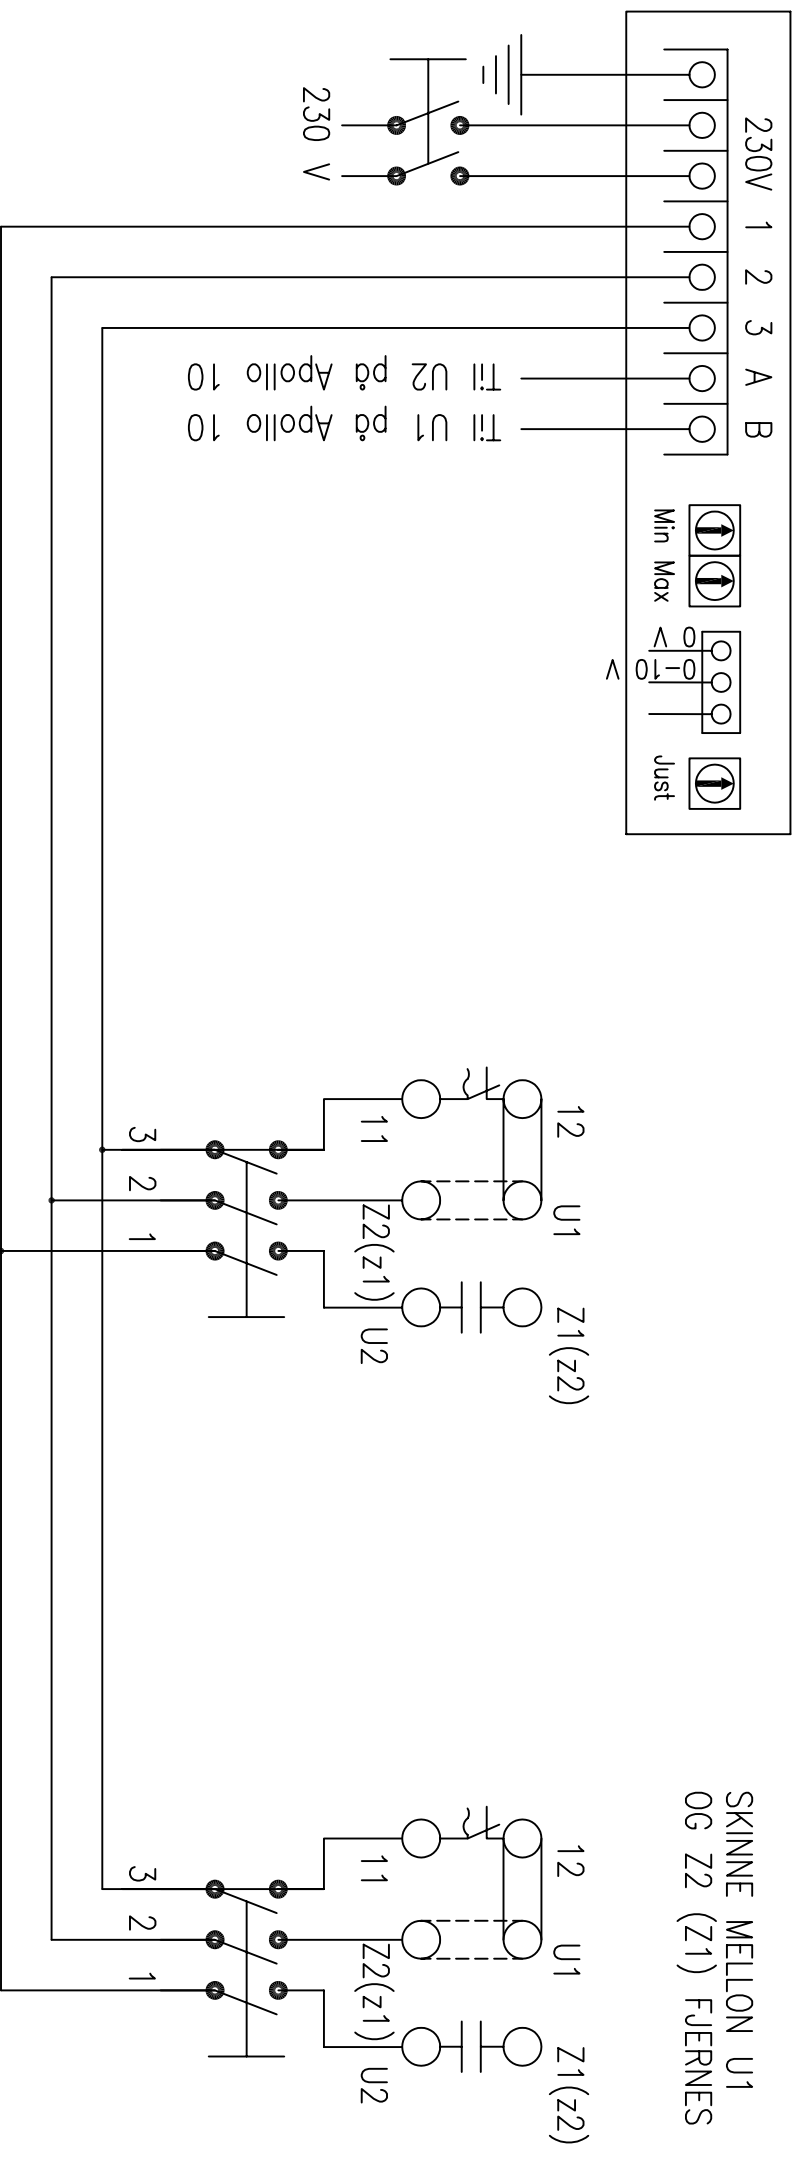 230V 1 2 3 A B
230 V
Til U2 på Apollo 10
Til U1 på Apollo 10
Min Max
0 V
0-10 V
Just
12 U1 Z1(z2)
11 Z2(z1) U2
3 2 1
12 U1 Z1(z2)
11 Z2(z1) U2
3 2 1
SKINNE MELLON U1
OG Z2 (Z1) FJERNES